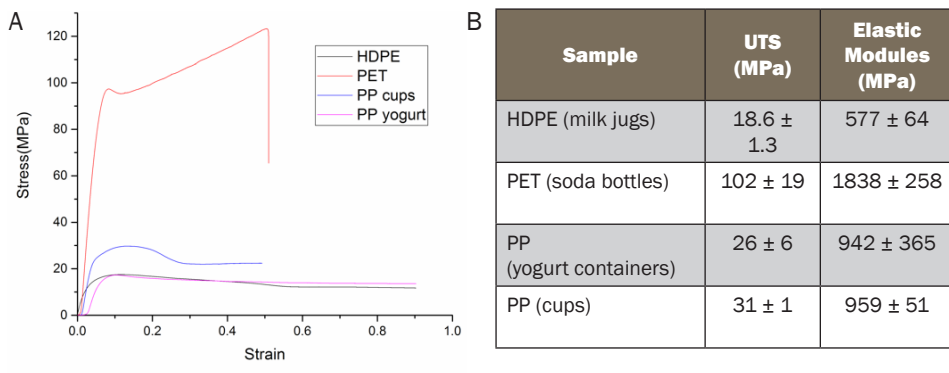 A
120
100
80
60
40
20
0
Stress(MPa)
0.0 0.2 0.4 0.6 0.8 1.0
Strain
HDPE
PET
PP cups
PP yogurt
B
Sample
UTS
(MPa)
Elastic
Modules
(MPa)
HDPE (milk jugs)
18.6 ±
1.3
577 ± 64
PET (soda bottles)
102 ± 19
1838 ± 258
PP
(yogurt containers)
26 ± 6
942 ± 365
PP (cups)
31 ± 1
959 ± 51